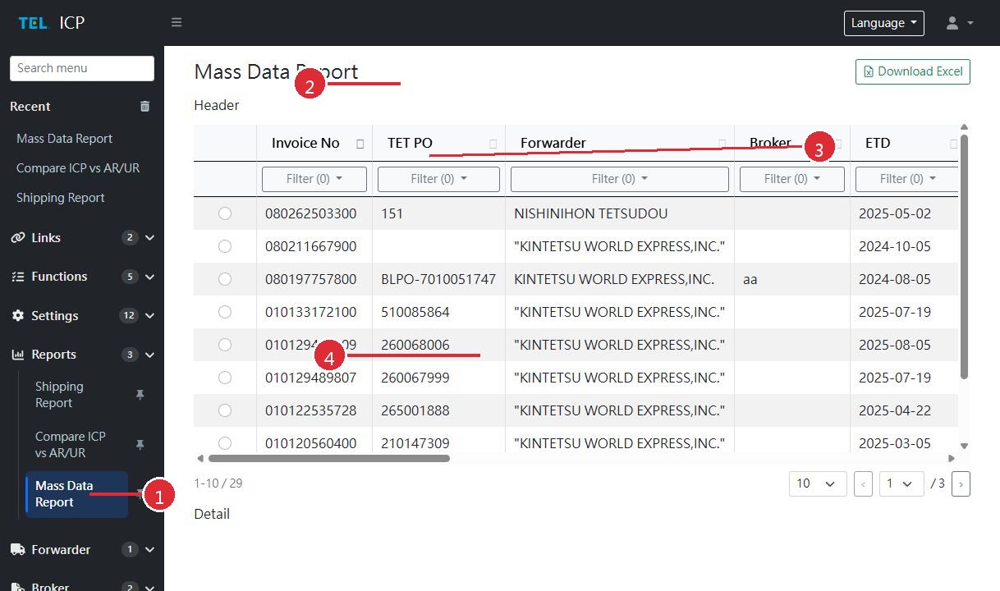 TEL ICP
Language
Search menu
Recent
Mass Data Report
Compare ICP vs AR/UR
Shipping Report
Links 2
Functions 5
Settings 12
Reports 3
Shipping
Report
Compare ICP
vs AR/UR
Mass Data
Report
1
Forwarder 1
Broker 2
Mass Data Report
2
Download Excel
Header
Invoice No TET PO Forwarder Broker ETD
3
Filter (0) Filter (0) Filter (0) Filter (0) Filter (0)
080262503300 151 NISHINIHON TETSUDOU 2025-05-02
080211667900 "KINTETSU WORLD EXPRESS,INC." 2024-10-05
080197757800 BLPO-7010051747 KINTETSU WORLD EXPRESS,INC. aa 2024-08-05
010133172100 510085864 "KINTETSU WORLD EXPRESS,INC." 2025-07-19
260068006 "KINTETSU WORLD EXPRESS,INC." 2025-08-05
4
010129489807 260067999 "KINTETSU WORLD EXPRESS,INC." 2025-07-19
010122535728 265001888 "KINTETSU WORLD EXPRESS,INC." 2025-04-22
010120560400 210147309 "KINTETSU WORLD EXPRESS,INC." 2025-03-05
1-10 / 29 10 < 1 / 3 >
Detail